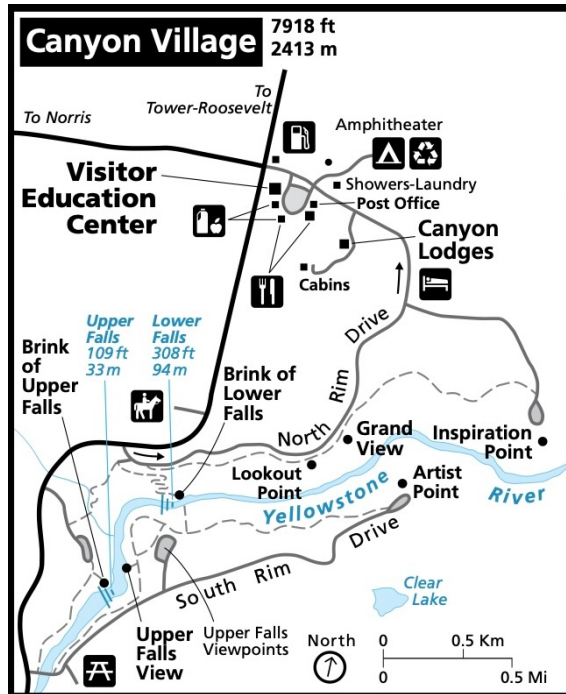 Canyon Village
7918 ft
2413 m
To
Tower-Roosevelt
To Norris
Amphitheater
Visitor
Education
Center
Showers-Laundry
Post Office
Canyon
Lodges
Cabins
Upper
Falls
109 ft
33 m
Lower
Falls
308 ft
94 m
Brink
of
Upper
Falls
Brink of
Lower
Falls
North Rim Drive
Grand
View
Lookout
Point
Inspiration
Point
Artist
Point
Yellowstone River
South Rim Drive
Clear
Lake
Upper
Falls
View
Upper Falls
Viewpoints
North
0 0.5 Km
0 0.5 Mi